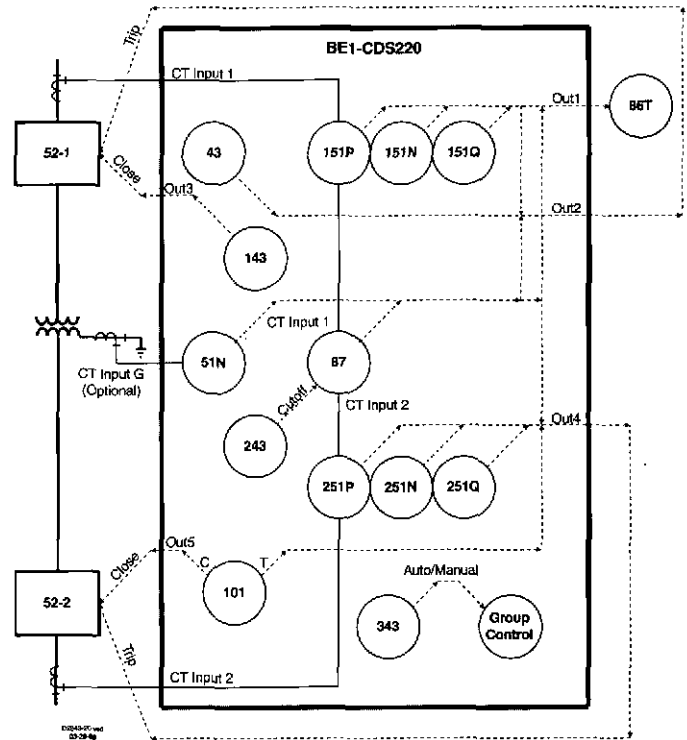 BE1-CDS220
Trip
CT Input 1
Out1
86T
52-1
43
151P
151N
151Q
Close
Out3
Out2
143
CT Input 1
CT Input G
(Optional)
51N
87
Cutoff
CT Input 2
243
Out4
251P
251N
251Q
Out5
Close
C
T
101
Auto/Manual
52-2
343
Group
Control
Trip
CT Input 2